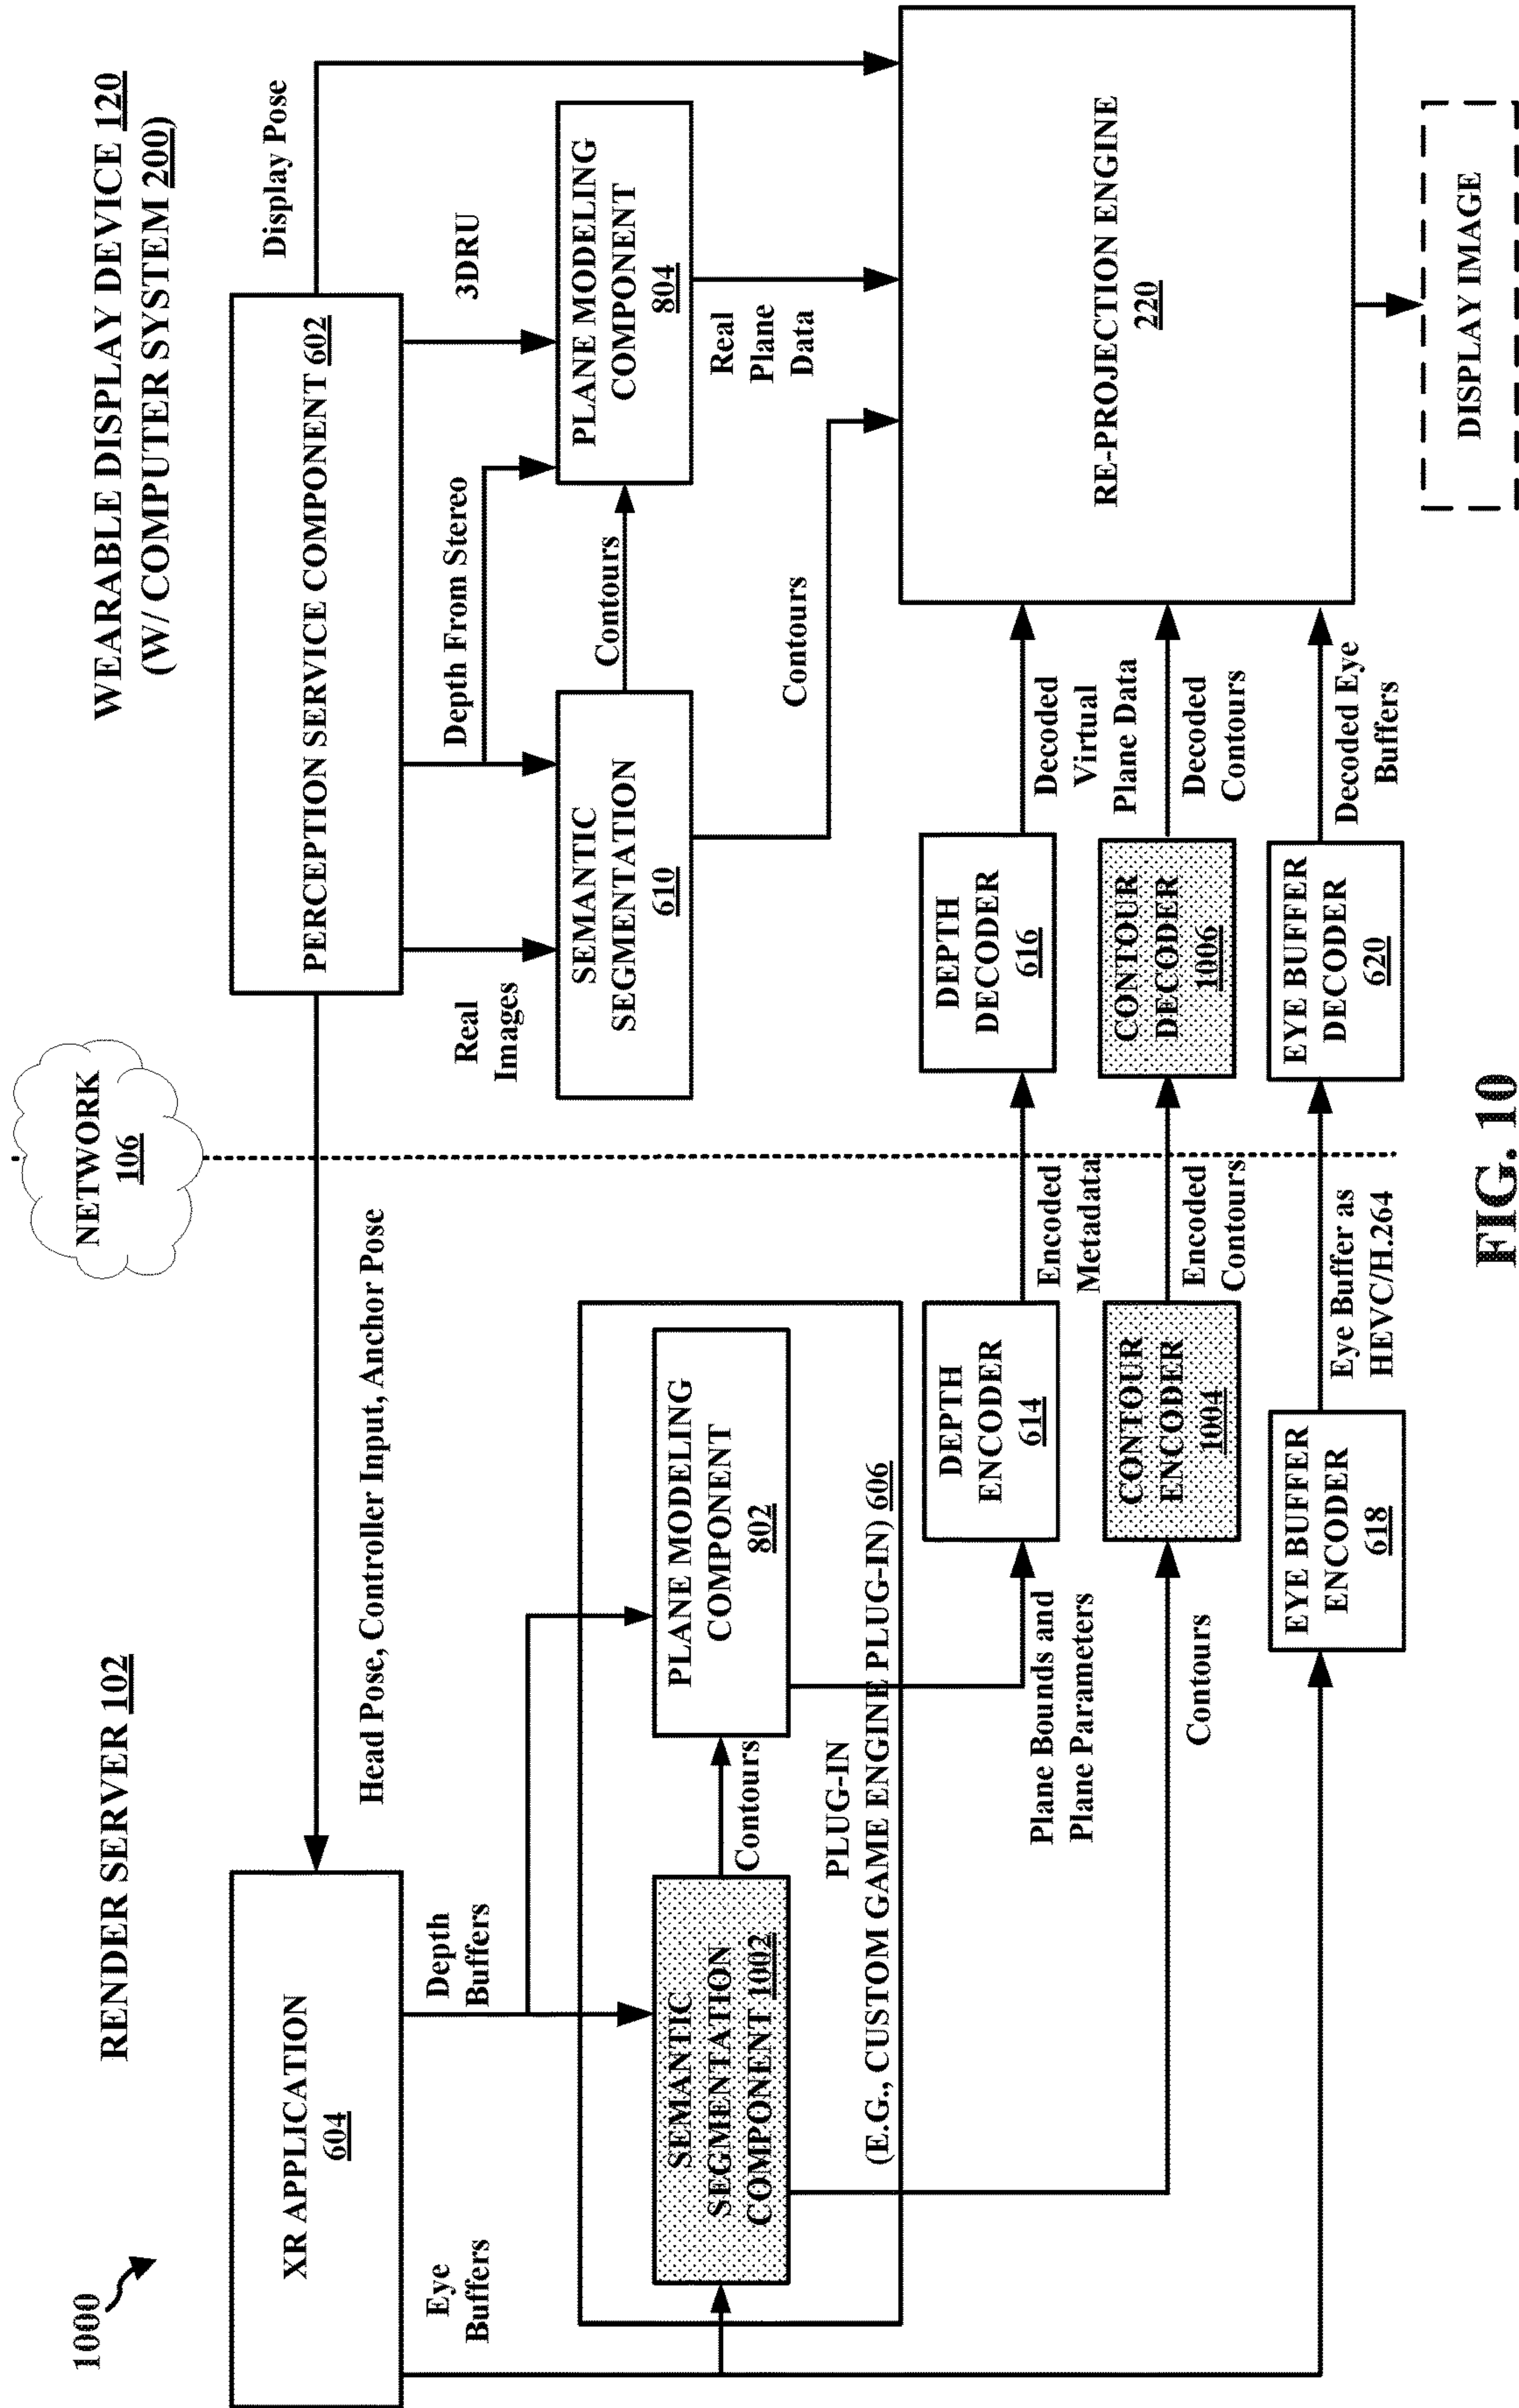 1000
RENDER SERVER 102
NETWORK
106
WEARABLE DISPLAY DEVICE 120
(W/ COMPUTER SYSTEM 200)
XR APPLICATION
604
Head Pose, Controller Input, Anchor Pose
PERCEPTION SERVICE COMPONENT 602
Display Pose
Eye
Buffers
Depth
Buffers
Real
Images
Depth From Stereo
3DRU
SEMANTIC
SEGMENTATION
COMPONENT 1002
Contours
PLANE MODELING
COMPONENT
802
PLUG-IN
(E.G., CUSTOM GAME ENGINE PLUG-IN) 606
SEMANTIC
SEGMENTATION
610
Contours
PLANE MODELING
COMPONENT
804
Contours
Real
Plane
Data
Plane Bounds and
Plane Parameters
DEPTH
ENCODER
614
Encoded
Metadata
DEPTH
DECODER
616
Decoded
Virtual
Plane Data
Contours
CONTOUR
ENCODER
1004
Encoded
Contours
CONTOUR
DECODER
1006
Decoded
Contours
EYE BUFFER
ENCODER
618
Eye Buffer as
HEVC/H.264
EYE BUFFER
DECODER
620
Decoded Eye
Buffers
RE-PROJECTION ENGINE
220
DISPLAY IMAGE
FIG. 10